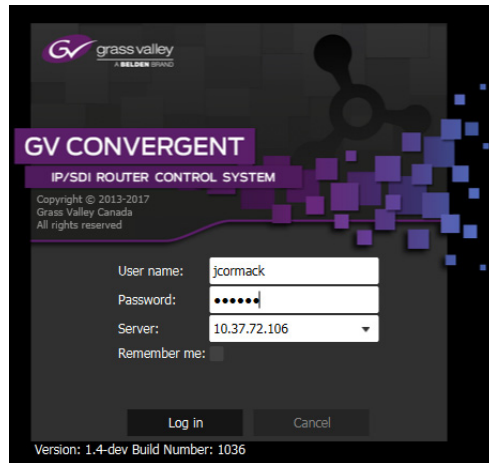 GV grass valley
A BELDEN BRAND
GV CONVERGENT
IP/SDI ROUTER CONTROL SYSTEM
Copyright © 2013-2017
Grass Valley Canada
All rights reserved
User name: jcormack
Password: ●●●●●●
Server: 10.37.72.106
Remember me:
Log in Cancel
Version: 1.4-dev Build Number: 1036